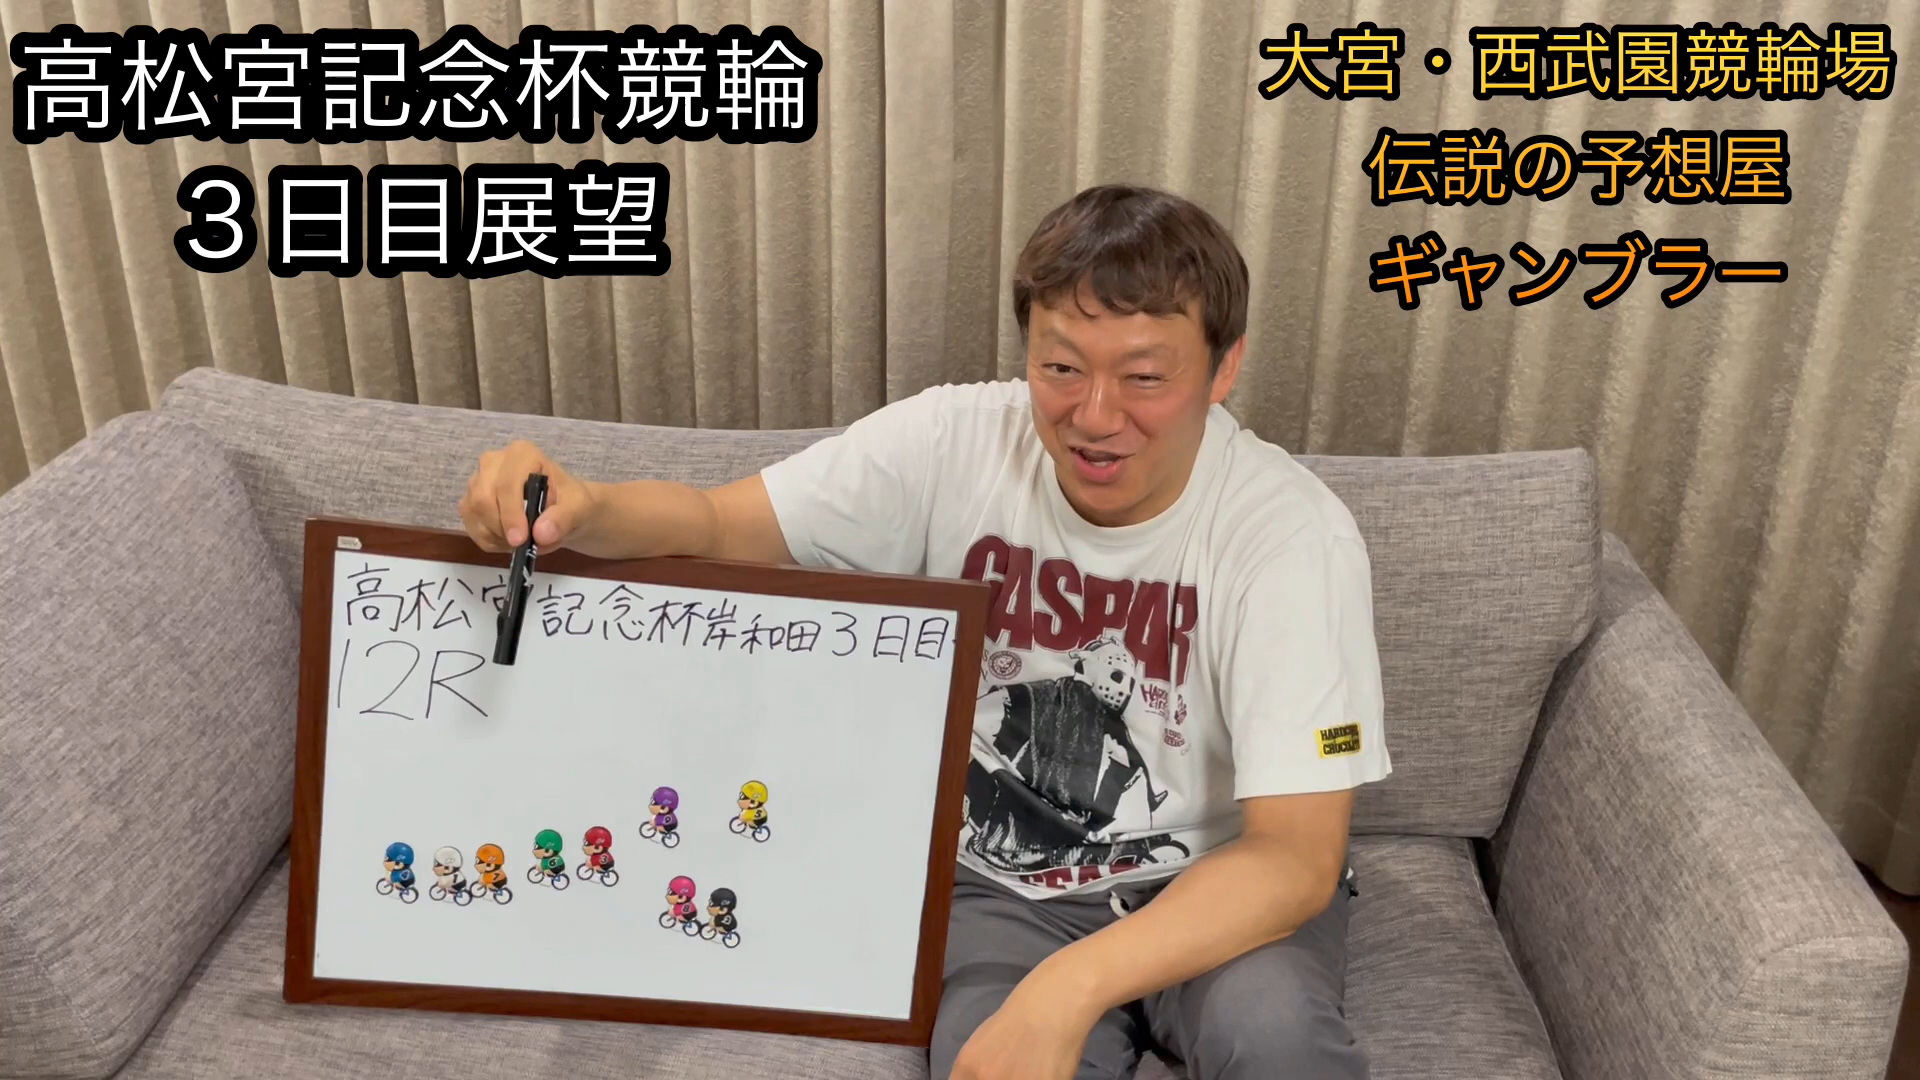 高松宮記念杯競輪
３日目展望
大宮・西武園競輪場
伝説の予想屋
ギャンブラー
高松宮記念杯岸和田3日目
12R
GASPAR
HARDCORE
CHOCOLATE